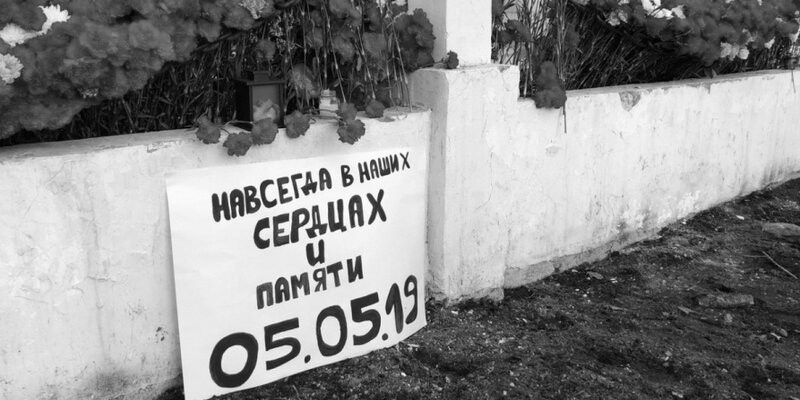 НАВСЕГДА В НАШИХ
СЕРДЦАХ
И
ПАМЯТИ
05.05.19